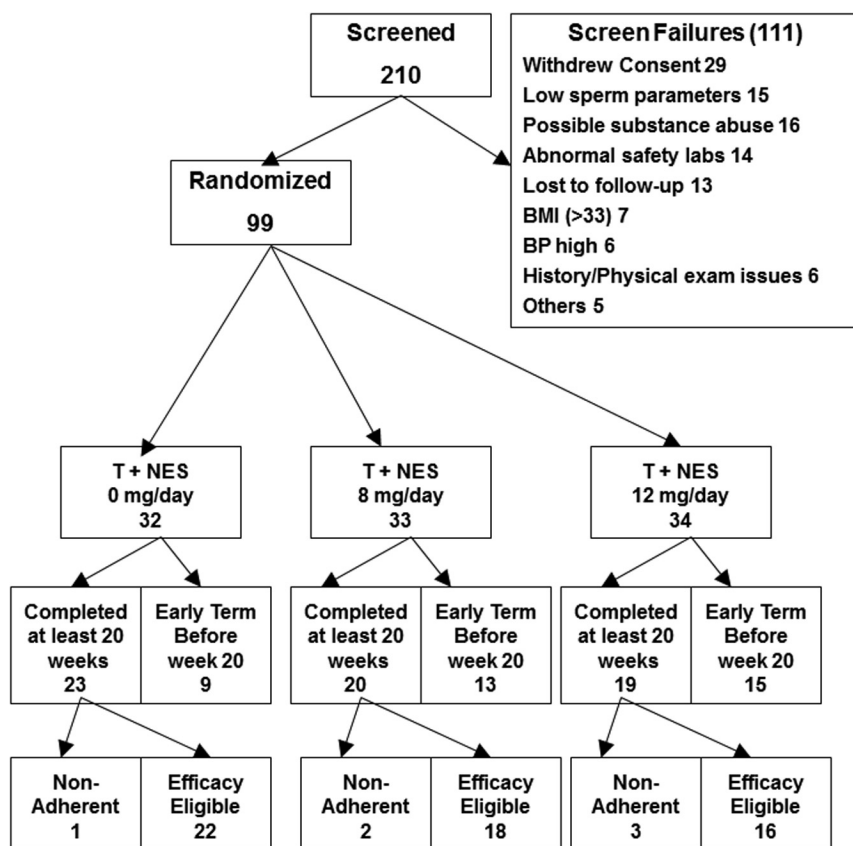 Screened
210
Screen Failures (111)
Withdrew Consent 29
Low sperm parameters 15
Possible substance abuse 16
Abnormal safety labs 14
Lost to follow-up 13
BMI (>33) 7
BP high 6
History/Physical exam issues 6
Others 5
Randomized
99
T + NES
0 mg/day
32
T + NES
8 mg/day
33
T + NES
12 mg/day
34
Completed
at least 20
weeks
23
Early Term
Before
week 20
9
Completed
at least 20
weeks
20
Early Term
Before
week 20
13
Completed
at least 20
weeks
19
Early Term
Before
week 20
15
Non-
Adherent
1
Efficacy
Eligible
22
Non-
Adherent
2
Efficacy
Eligible
18
Non-
Adherent
3
Efficacy
Eligible
16